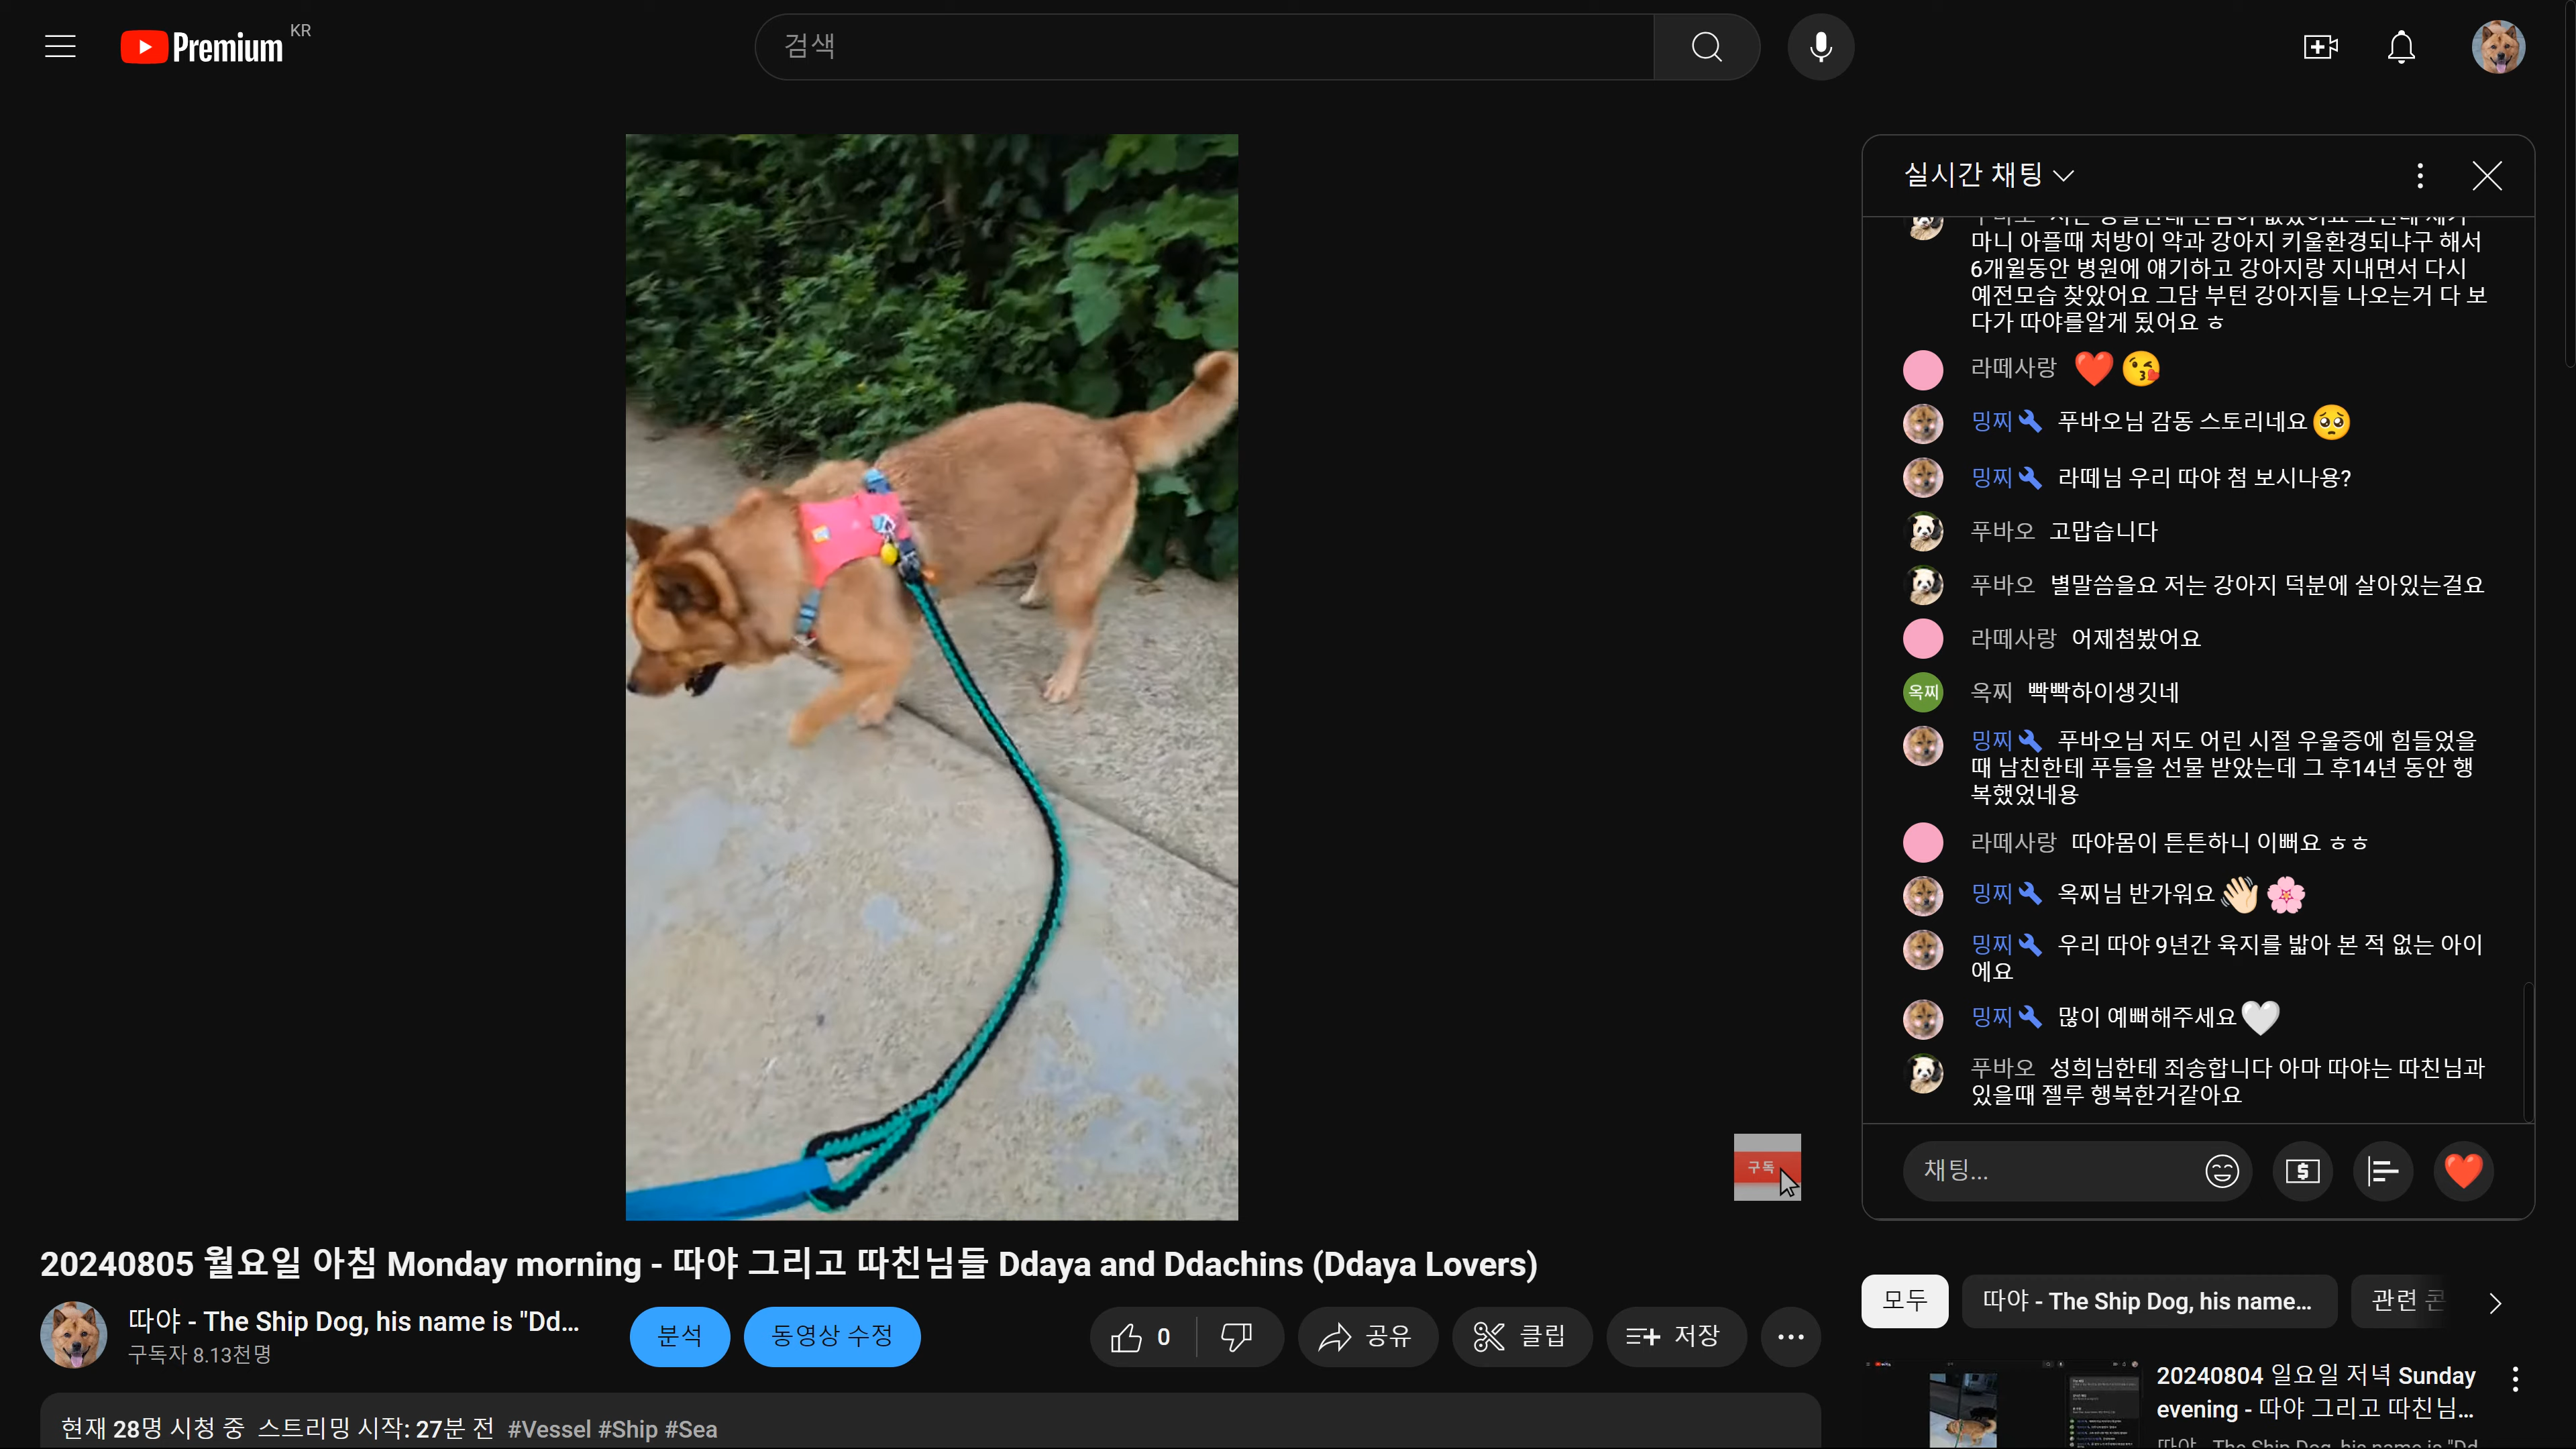 Premium KR
검색
실시간 채팅
마니 아플때 처방이 약과 강아지 키울환경되냐구 해서
6개월동안 병원에 얘기하고 강아지랑 지내면서 다시
예전모습 찾았어요 그담 부턴 강아지들 나오는거 다 보
다가 따야를알게 됬어요 ㅎ
라떼사랑 ❤️😘
밍찌 푸바오님 감동 스토리네요🥺
밍찌 라떼님 우리 따야 첨 보시나용?
푸바오 고맙습니다
푸바오 별말씀을요 저는 강아지 덕분에 살아있는걸요
라떼사랑 어제첨봤어요
옥찌 옥찌 빡빡하이생깃네
밍찌 푸바오님 저도 어린 시절 우울증에 힘들었을
때 남친한테 푸들을 선물 받았는데 그 후14년 동안 행
복했었네용
라떼사랑 따야몸이 튼튼하니 이뻐요 ㅎㅎ
밍찌 옥찌님 반가워요👋🏻🌸
밍찌 우리 따야 9년간 육지를 밟아 본 적 없는 아이
에요
밍찌 많이 예뻐해주세요🤍
푸바오 성희님한테 죄송합니다 아마 따야는 따친님과
있을때 젤루 행복한거같아요
채팅...
구독
20240805 월요일 아침 Monday morning - 따야 그리고 따친님들 Ddaya and Ddachins (Ddaya Lovers)
따야 - The Ship Dog, his name is "Dd...
구독자 8.13천명
분석
동영상 수정
0
공유
클립
저장
현재 28명 시청 중 스트리밍 시작: 27분 전 #Vessel #Ship #Sea
모두
따야 - The Ship Dog, his name...
관련 콘
20240804 일요일 저녁 Sunday
evening - 따야 그리고 따친님...